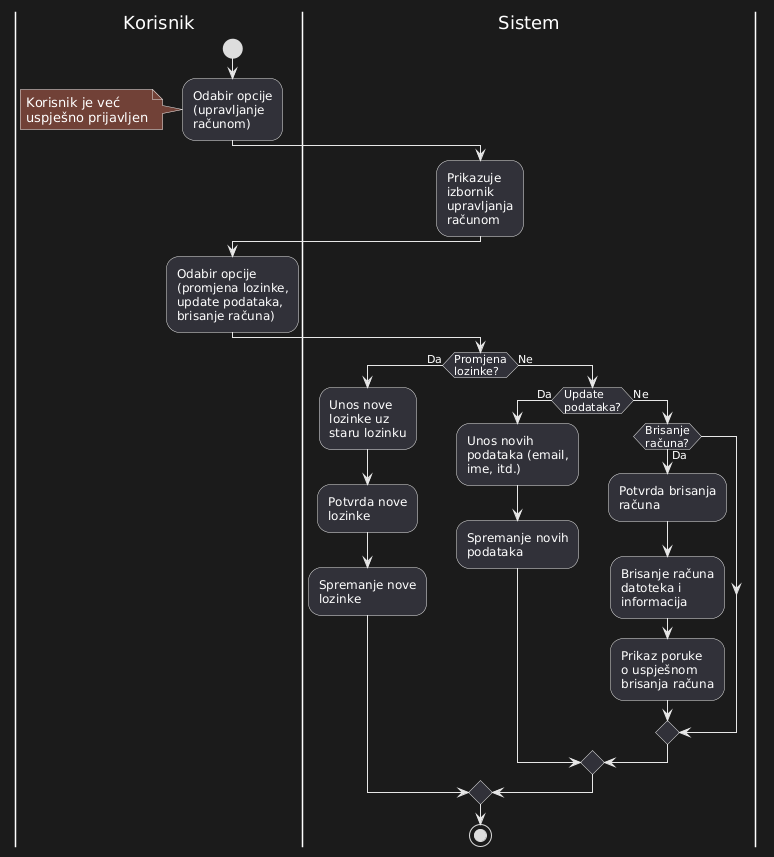 Korisnik
Sistem
Korisnik je već
uspješno prijavljen
Odabir opcije
(upravljanje
računom)
Prikazuje
izbornik
upravljanja
računom
Odabir opcije
(promjena lozinke,
update podataka,
brisanje računa)
Da
Promjena
lozinke?
Ne
Unos nove
lozinke uz
staru lozinku
Potvrda nove
lozinke
Spremanje nove
lozinke
Da
Update
podataka?
Ne
Unos novih
podataka (email,
ime, itd.)
Spremanje novih
podataka
Brisanje
računa?
Da
Potvrda brisanja
računa
Brisanje računa
datoteka i
informacija
Prikaz poruke
o uspješnom
brisanja računa